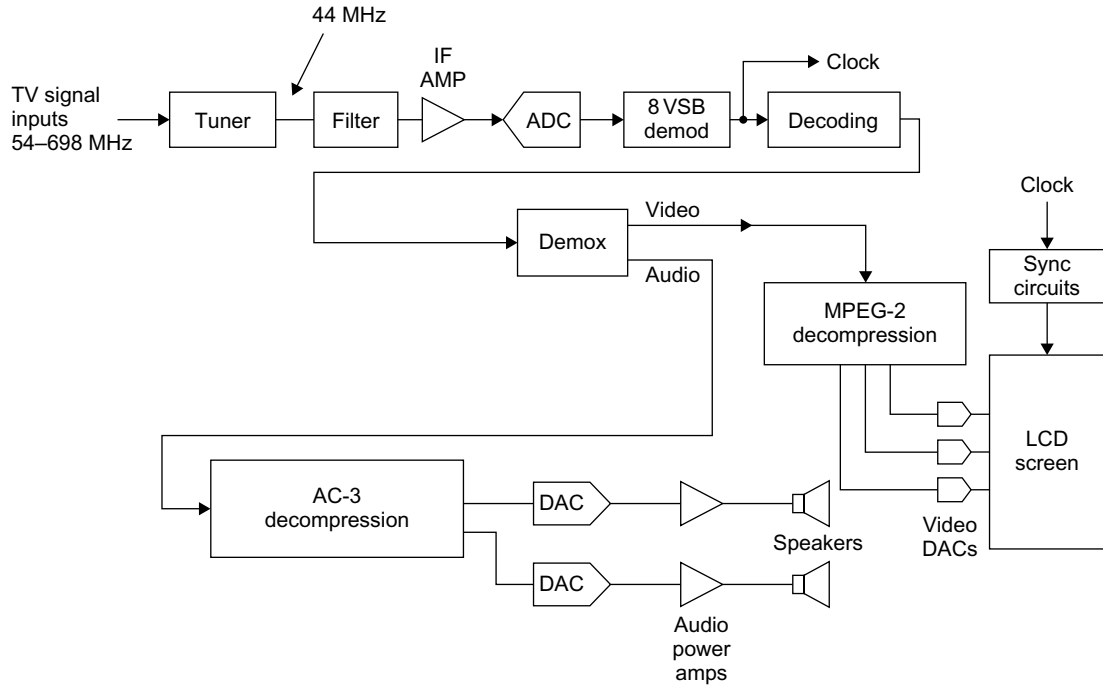 44 MHz
IF
AMP
TV signal
inputs
54–698 MHz
Tuner
Filter
ADC
8 VSB
demod
Clock
Decoding
Clock
Demox
Video
Audio
Sync
circuits
MPEG-2
decompression
LCD
screen
AC-3
decompression
DAC
Speakers
Video
DACs
DAC
Audio
power
amps